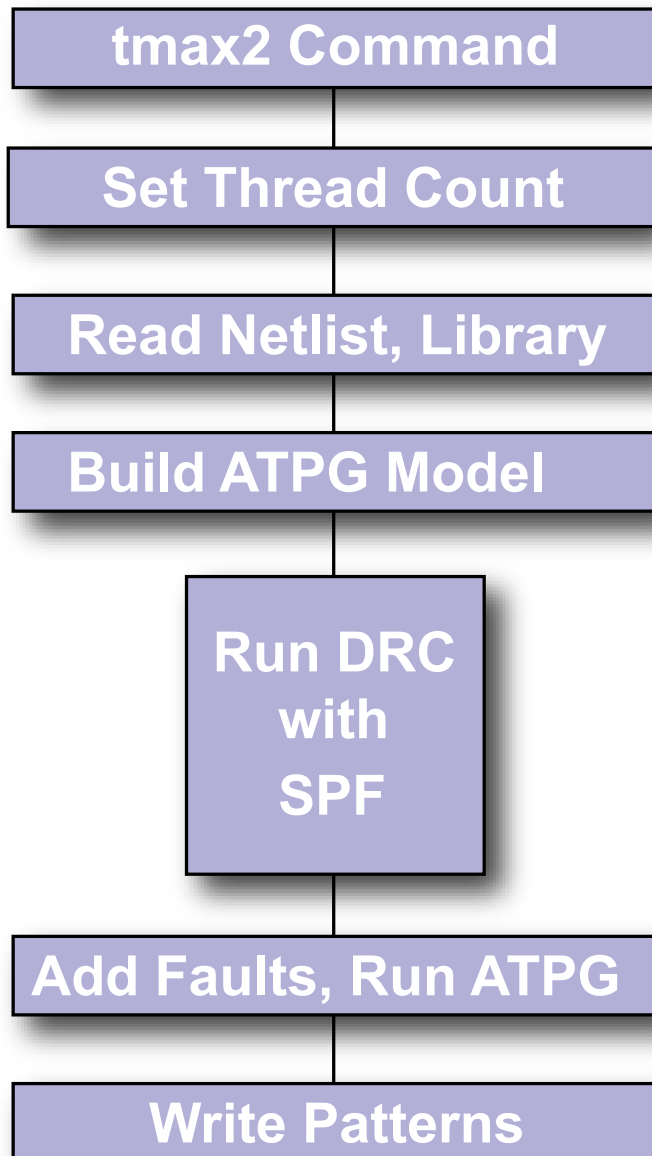 tmax2 Command
Set Thread Count
Read Netlist, Library
Build ATPG Model
Run DRC
with
SPF
Add Faults, Run ATPG
Write Patterns